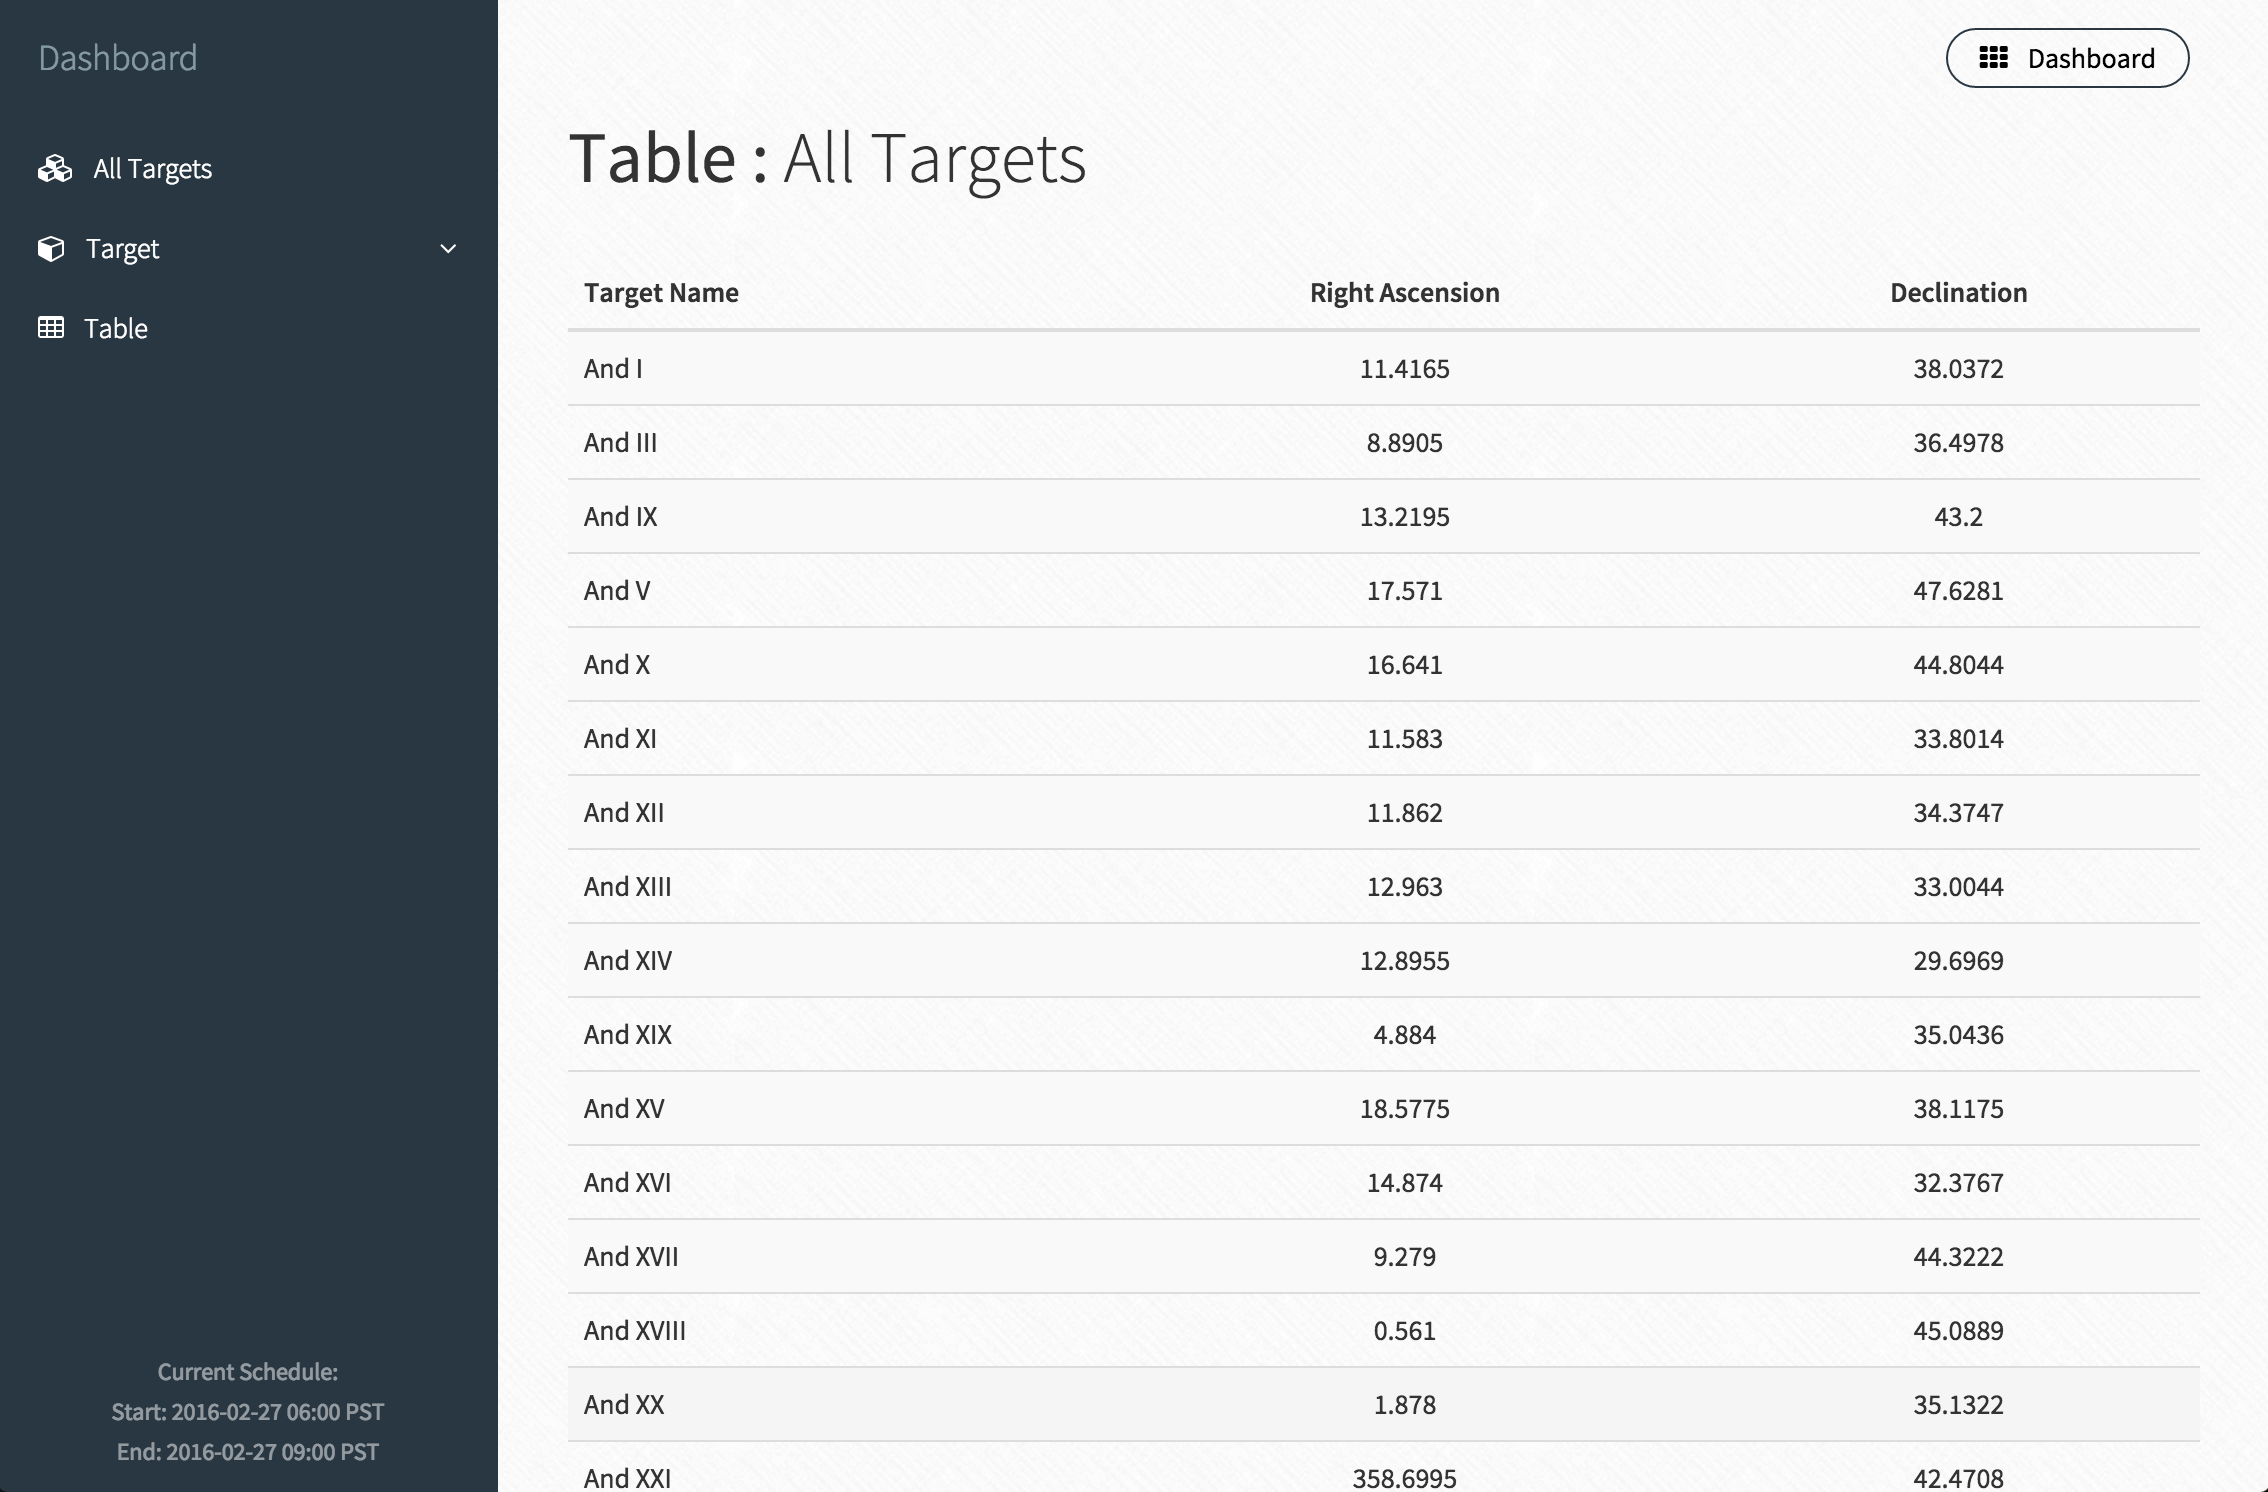 Dashboard
All Targets
Target
Table
Current Schedule:
Start: 2016-02-27 06:00 PST
End: 2016-02-27 09:00 PST
Dashboard
Table : All Targets
Target Name Right Ascension Declination
And I 11.4165 38.0372
And III 8.8905 36.4978
And IX 13.2195 43.2
And V 17.571 47.6281
And X 16.641 44.8044
And XI 11.583 33.8014
And XII 11.862 34.3747
And XIII 12.963 33.0044
And XIV 12.8955 29.6969
And XIX 4.884 35.0436
And XV 18.5775 38.1175
And XVI 14.874 32.3767
And XVII 9.279 44.3222
And XVIII 0.561 45.0889
And XX 1.878 35.1322
And XXI 358.6995 42.4708